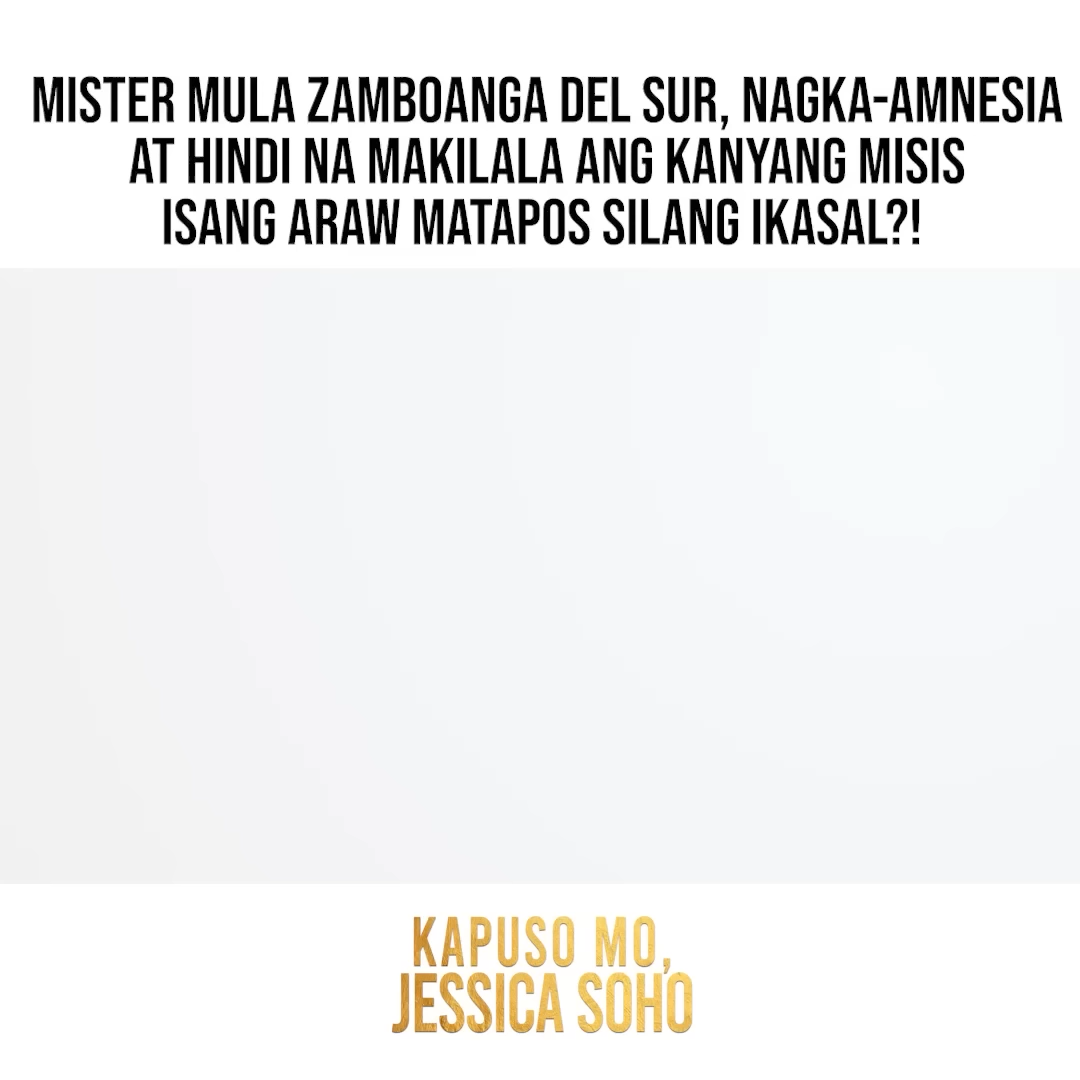 MISTER MULA ZAMBOANGA DEL SUR, NAGKA-AMNESIA
AT HINDI NA MAKILALA ANG KANYANG MISIS
ISANG ARAW MATAPOS SILANG IKASAL?!
KAPUSO MO,
JESSICA SOHO